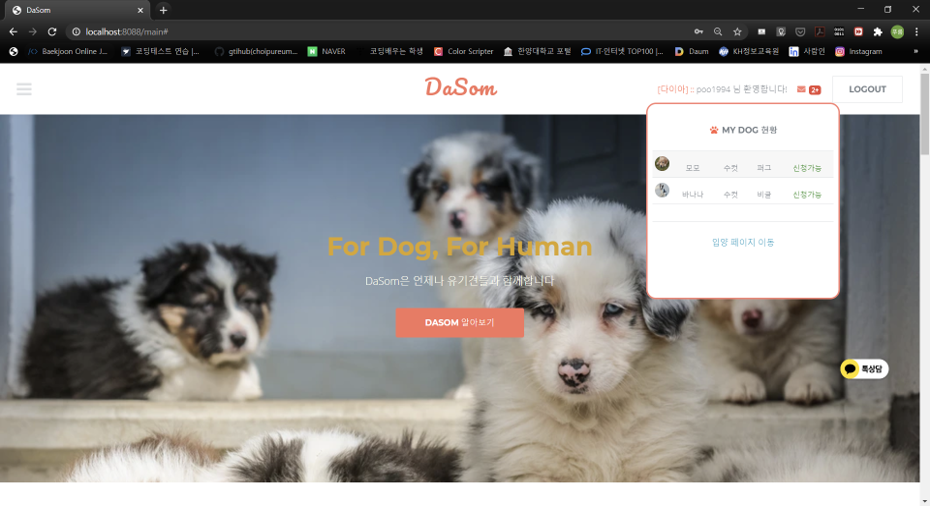 DaSom
localhost:8088/main#
</> Baekjoon Online J...
코딩테스트 연습 |...
gtihub(choipureum...
NAVER
코딩배우는 학생
Color Scripter
한양대학교 포털
IT·인터넷 TOP100 |...
Daum
KH정보교육원
사람인
Instagram
»
DaSom
[다이아] :: poo1994 님 환영합니다!
2+
LOGOUT
MY DOG 현황
모모 수컷 퍼그 신청가능
바나나 수컷 비글 신청가능
입양 페이지 이동
For Dog, For Human
DaSom은 언제나 유기견들과 함께합니다
DASOM 알아보기
톡상담